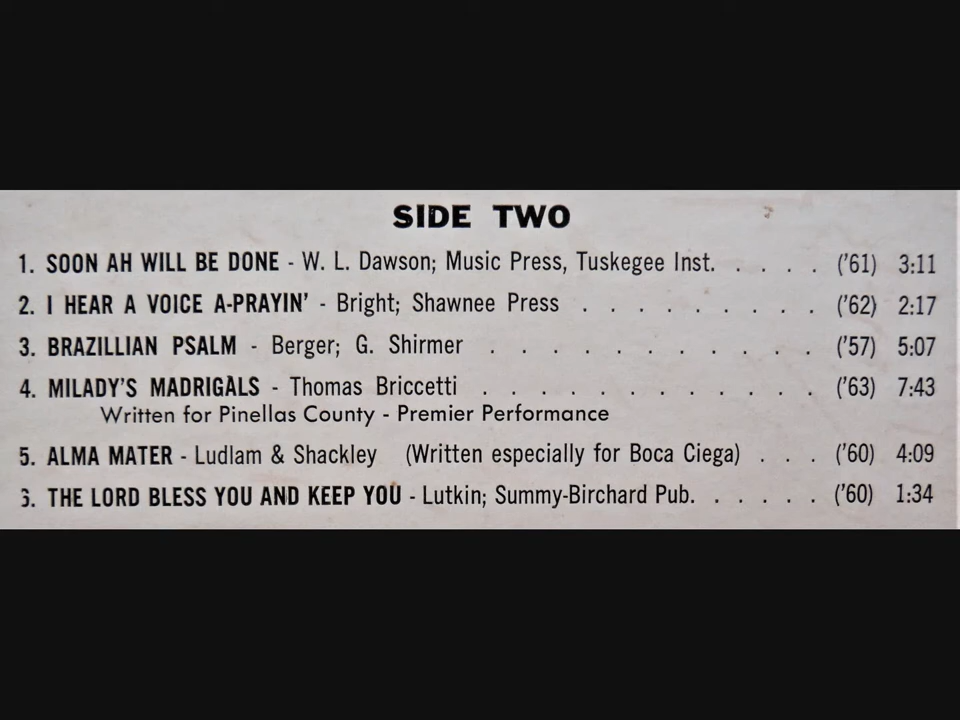 SIDE TWO
1. SOON AH WILL BE DONE - W. L. Dawson; Music Press, Tuskegee Inst. . . . . ('61) 3:11
2. I HEAR A VOICE A-PRAYIN' - Bright; Shawnee Press . . . . . . . . . ('62) 2:17
3. BRAZILLIAN PSALM - Berger; G. Shirmer . . . . . . . . . . . ('57) 5:07
4. MILADY'S MADRIGALS - Thomas Briccetti . . . . . . . . . . . . ('63) 7:43
Written for Pinellas County - Premier Performance
5. ALMA MATER - Ludlam & Shackley (Written especially for Boca Ciega) . . . ('60) 4:09
6. THE LORD BLESS YOU AND KEEP YOU - Lutkin; Summy-Birchard Pub. . . . . . ('60) 1:34